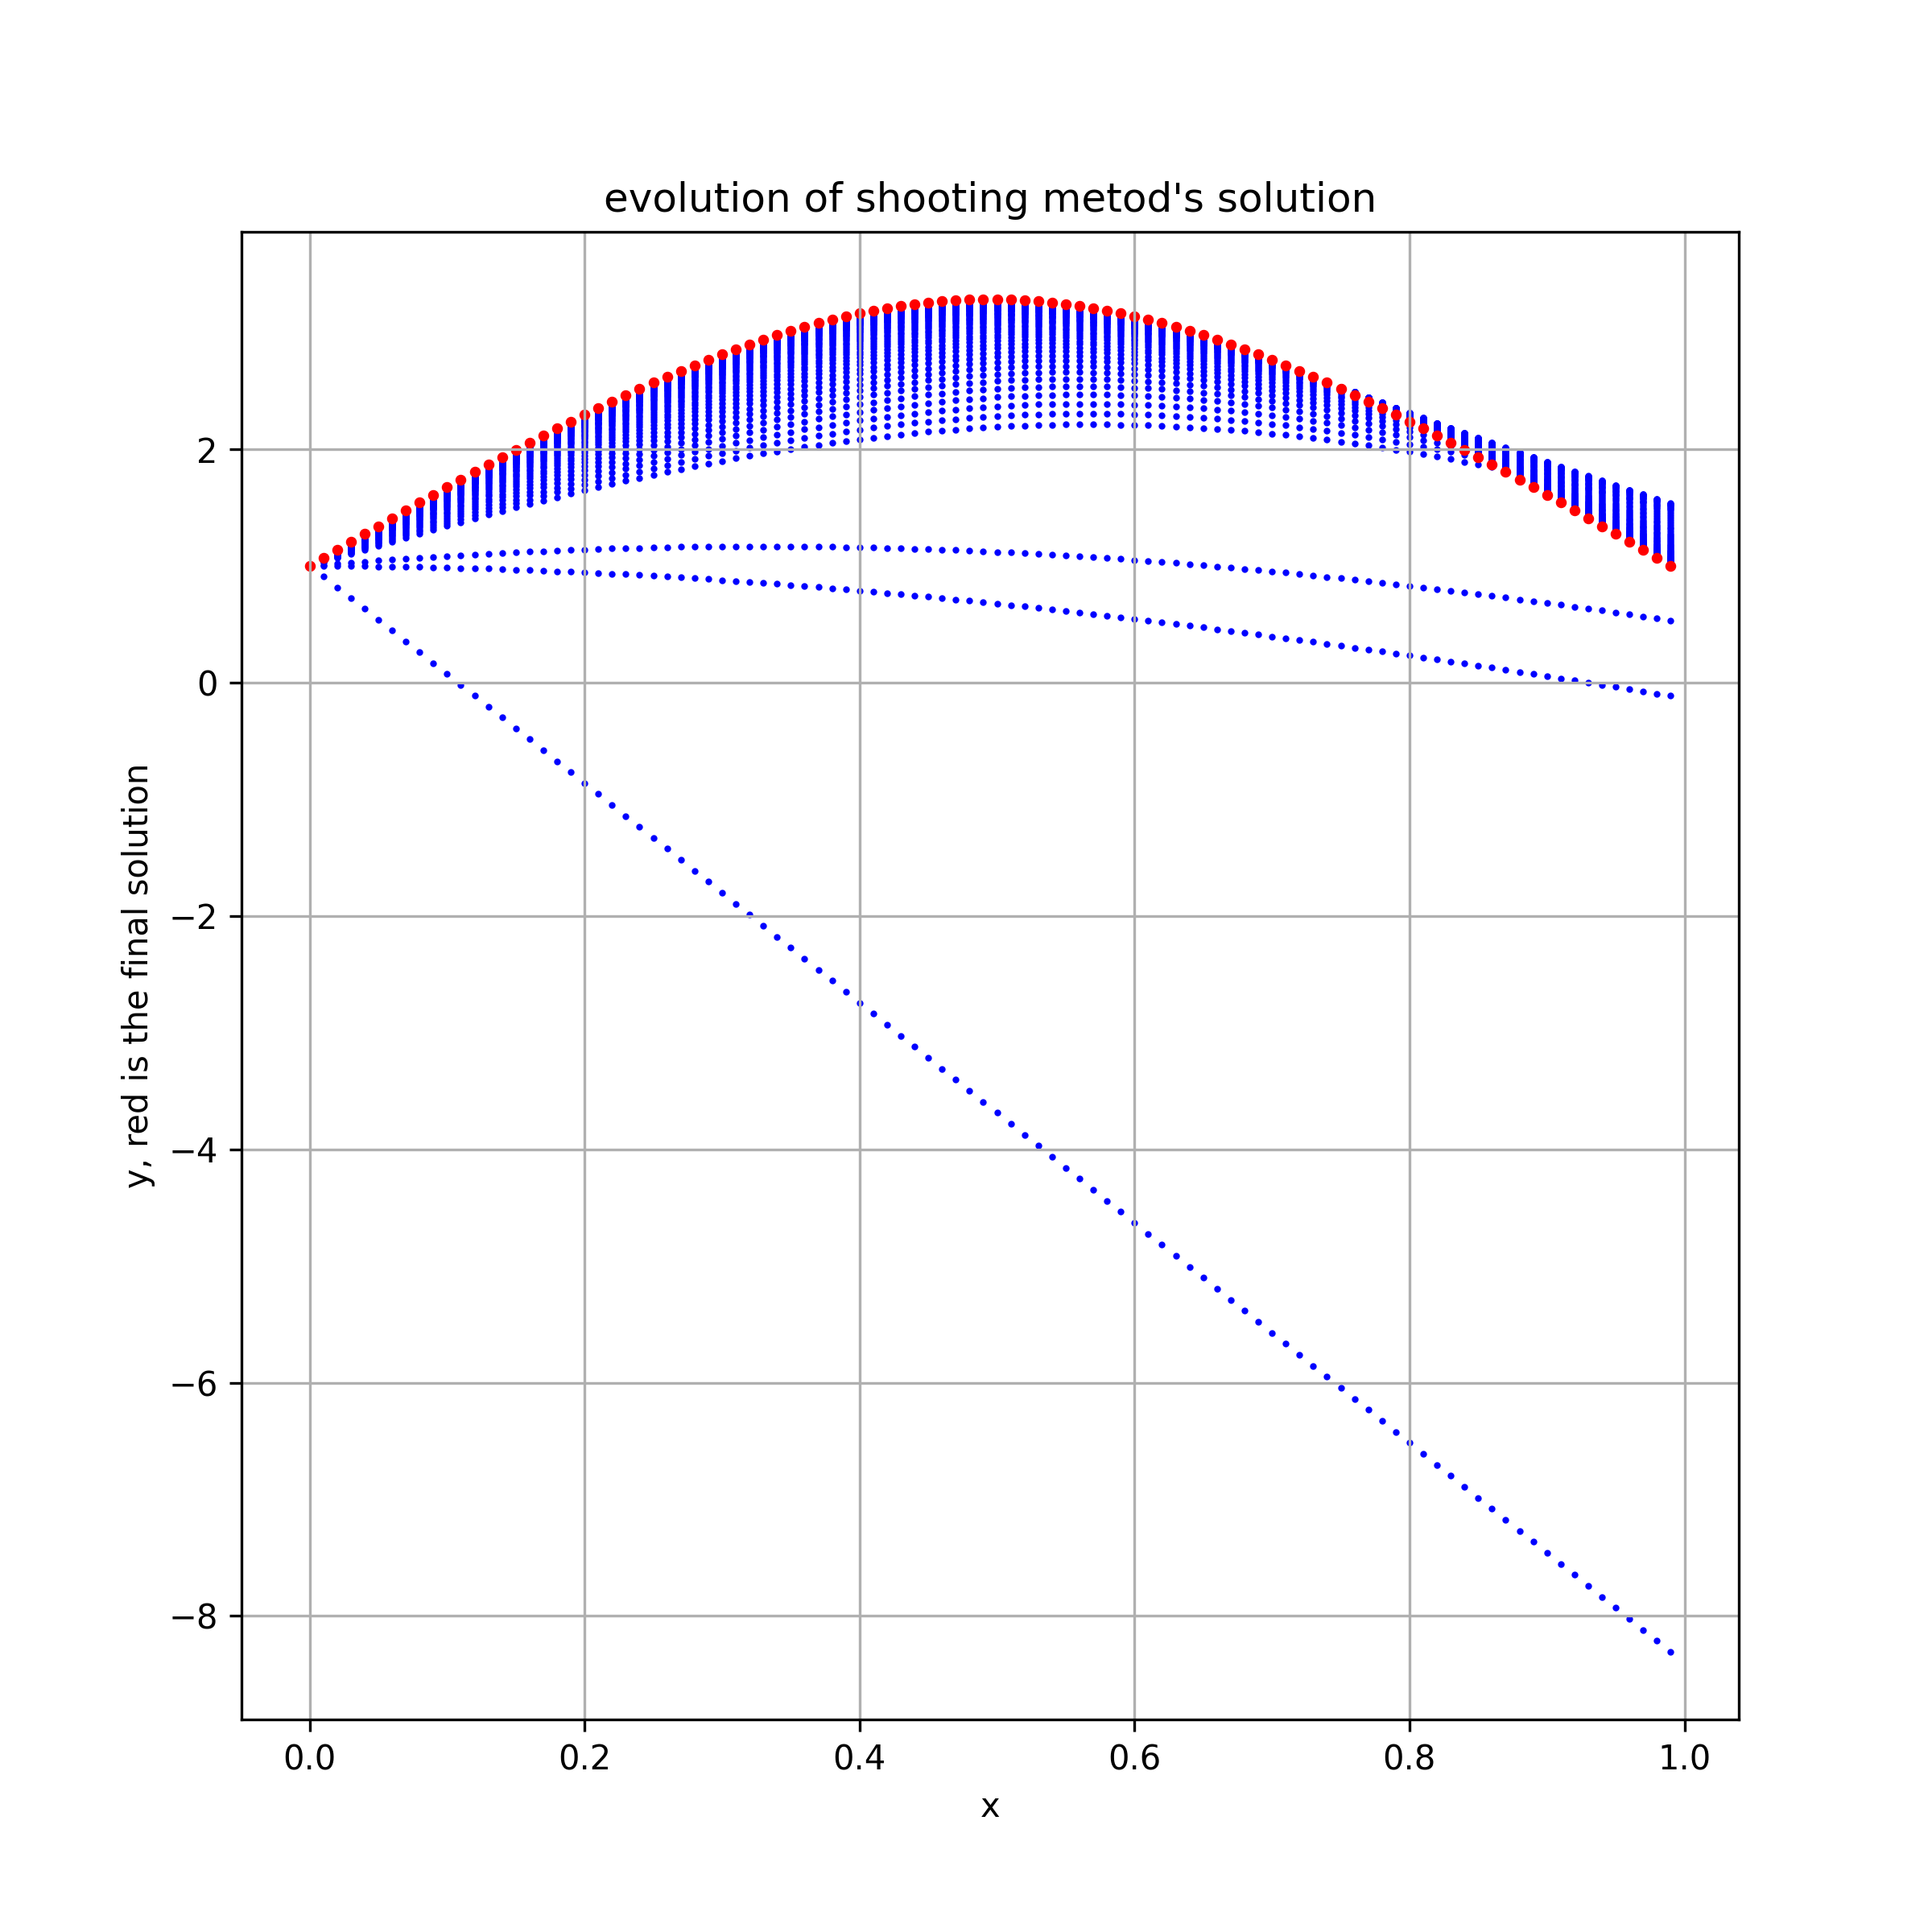 evolution of shooting metod's solution
y, red is the final solution
2
0
−2
−4
−6
−8
0.0 0.2 0.4 0.6 0.8 1.0
x